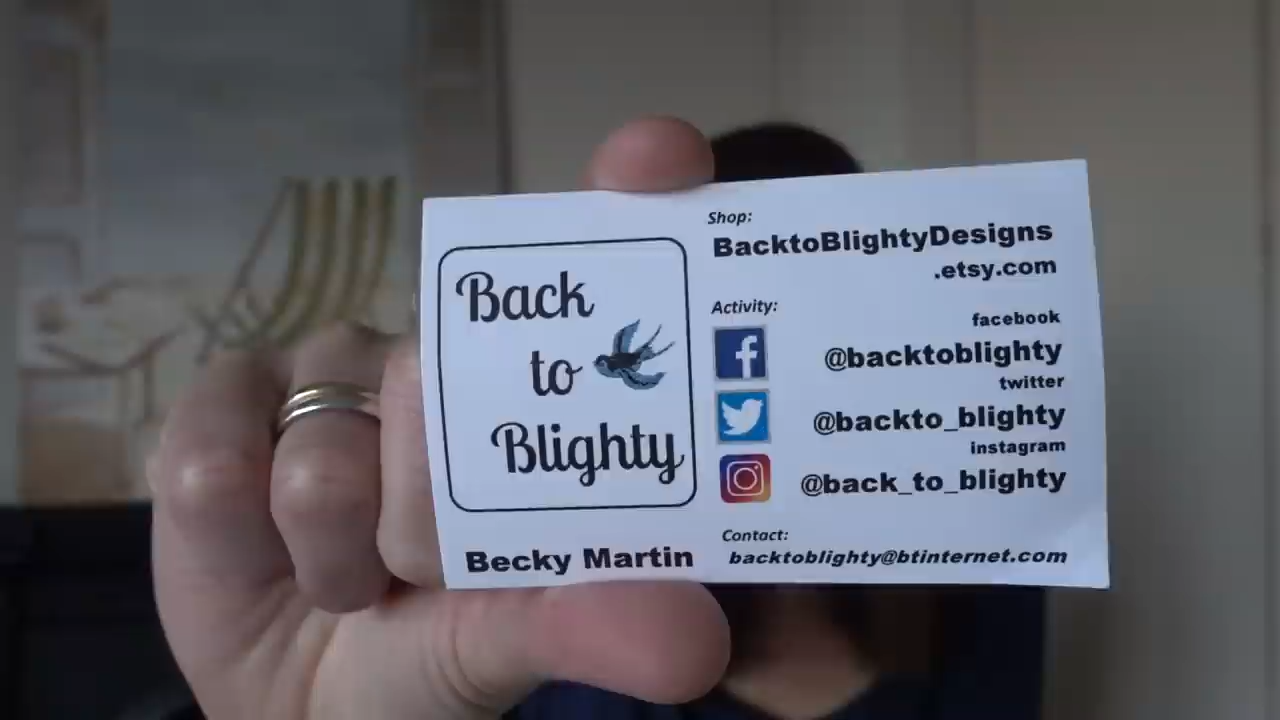 Back
to
Blighty
Becky Martin
Shop:
BacktoBlightyDesigns
.etsy.com
Activity:
facebook
@backtoblighty
twitter
@backto_blighty
instagram
@back_to_blighty
Contact:
backtoblighty@btinternet.com